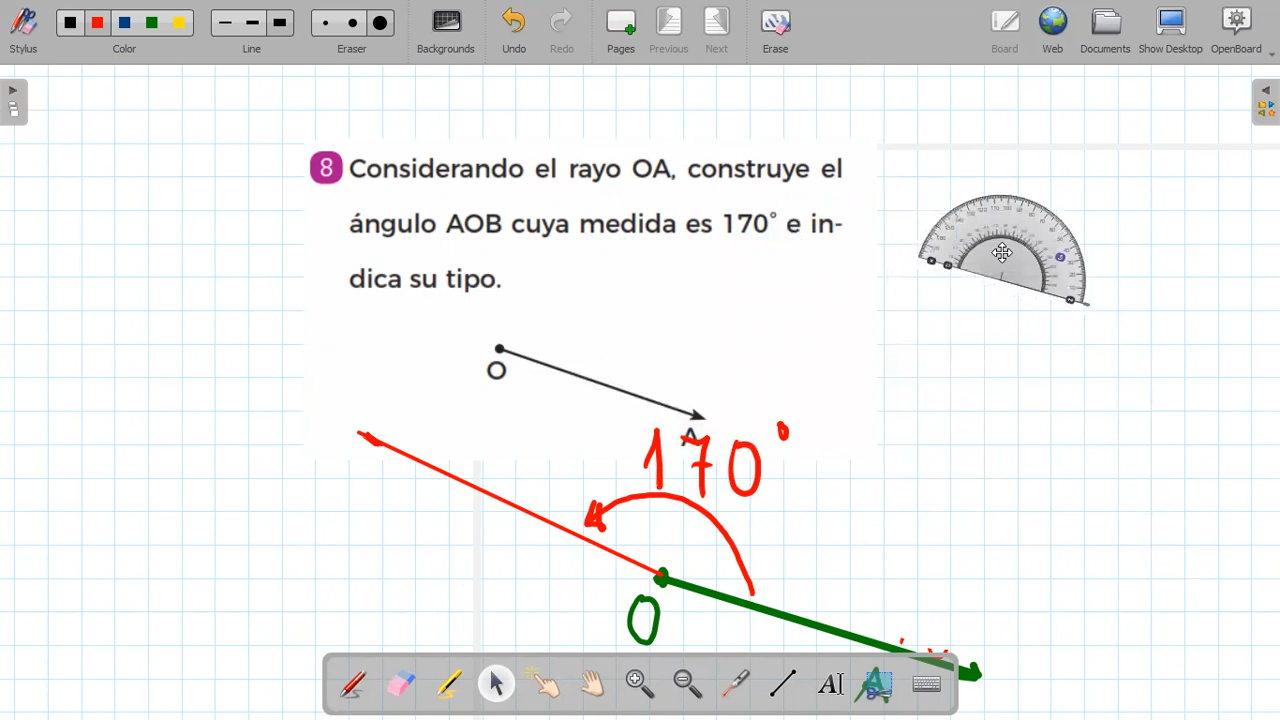 Stylus
Color
Line
Eraser
Backgrounds
Undo
Redo
Pages
Previous
Next
Erase
Board
Web
Documents
Show Desktop
OpenBoard
8 Considerando el rayo OA, construye el
ángulo AOB cuya medida es 170° e in-
dica su tipo.
O
A
170°
O
A
AI